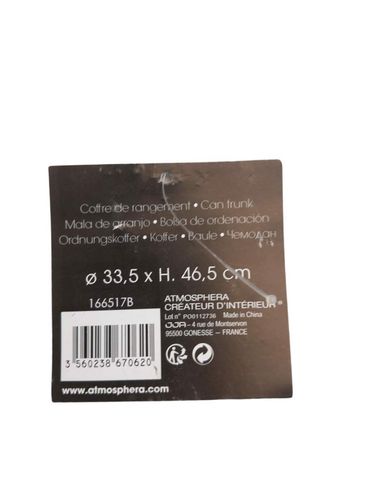 Coffre de rangement • Can trunk
Mala de arranjo • Bolsa de ordenación
Ordnungskoffer • Koffer • Baule • Чемодан
ø 33,5 x H. 46,5 cm
166517B
ATMOSPHERA
CRÉATEUR D'INTÉRIEUR®
Lot n° PO0112736 Made in China
JJA - 4 rue de Montservon
95500 GONESSE – FRANCE
3 560238 670620
www.atmosphera.com